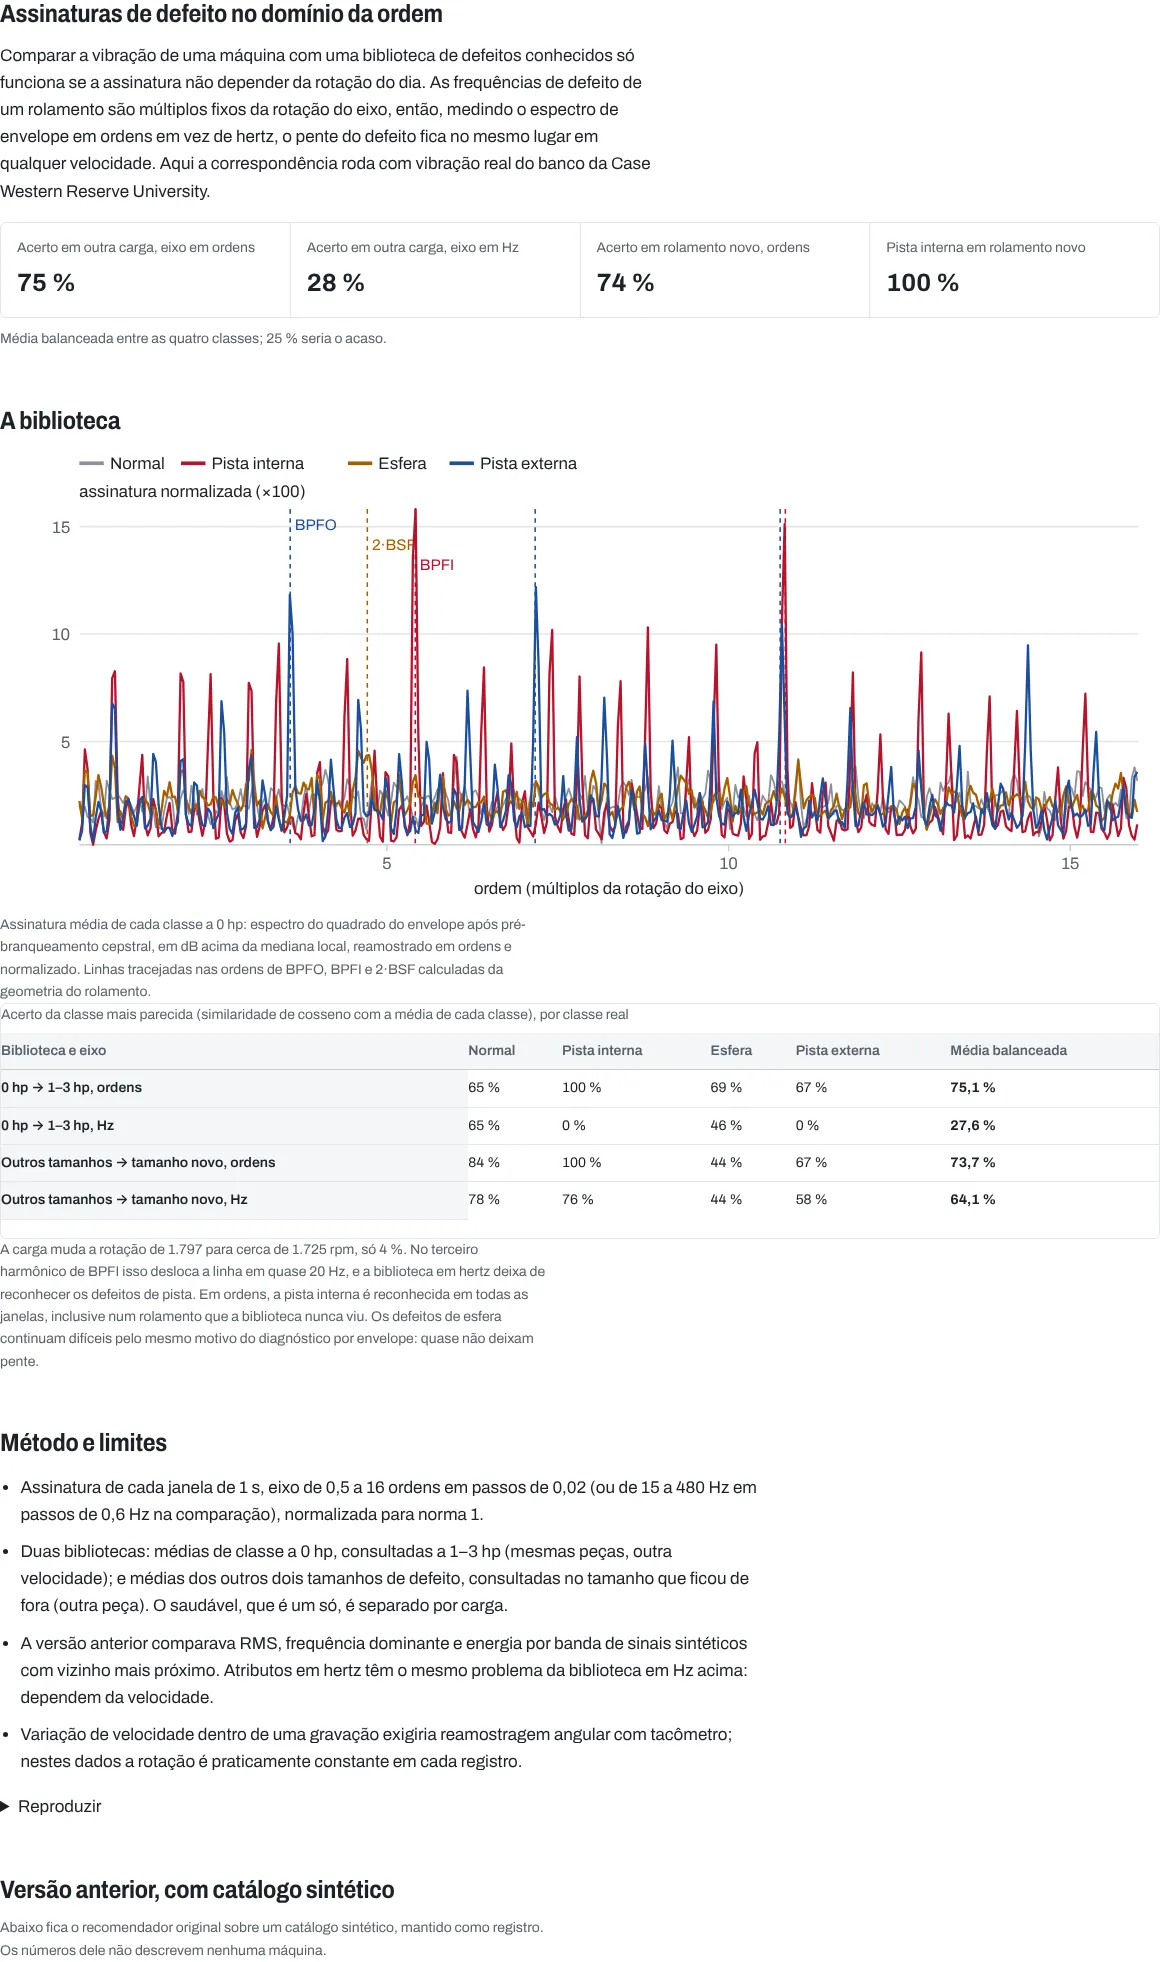 Assinaturas de defeito no domínio da ordem
Comparar a vibração de uma máquina com uma biblioteca de defeitos conhecidos só
funciona se a assinatura não depender da rotação do dia. As frequências de defeito de
um rolamento são múltiplos fixos da rotação do eixo, então, medindo o espectro de
envelope em ordens em vez de hertz, o pente do defeito fica no mesmo lugar em
qualquer velocidade. Aqui a correspondência roda com vibração real do banco da Case
Western Reserve University.
Acerto em outra carga, eixo em ordens
75 %
Acerto em outra carga, eixo em Hz
28 %
Acerto em rolamento novo, ordens
74 %
Pista interna em rolamento novo
100 %
Média balanceada entre as quatro classes; 25 % seria o acaso.
A biblioteca
Normal Pista interna Esfera Pista externa
assinatura normalizada (×100)
15
BPFO
2·BSF
BPFI
10
5
5 10 15
ordem (múltiplos da rotação do eixo)
Assinatura média de cada classe a 0 hp: espectro do quadrado do envelope após pré-
branqueamento cepstral, em dB acima da mediana local, reamostrado em ordens e
normalizado. Linhas tracejadas nas ordens de BPFO, BPFI e 2·BSF calculadas da
geometria do rolamento.
Acerto da classe mais parecida (similaridade de cosseno com a média de cada classe), por classe real
Biblioteca e eixo Normal Pista interna Esfera Pista externa Média balanceada
0 hp → 1–3 hp, ordens 65 % 100 % 69 % 67 % 75,1 %
0 hp → 1–3 hp, Hz 65 % 0 % 46 % 0 % 27,6 %
Outros tamanhos → tamanho novo, ordens 84 % 100 % 44 % 67 % 73,7 %
Outros tamanhos → tamanho novo, Hz 78 % 76 % 44 % 58 % 64,1 %
A carga muda a rotação de 1.797 para cerca de 1.725 rpm, só 4 %. No terceiro
harmônico de BPFI isso desloca a linha em quase 20 Hz, e a biblioteca em hertz deixa de
reconhecer os defeitos de pista. Em ordens, a pista interna é reconhecida em todas as
janelas, inclusive num rolamento que a biblioteca nunca viu. Os defeitos de esfera
continuam difíceis pelo mesmo motivo do diagnóstico por envelope: quase não deixam
pente.
Método e limites
• Assinatura de cada janela de 1 s, eixo de 0,5 a 16 ordens em passos de 0,02 (ou de 15 a 480 Hz em
passos de 0,6 Hz na comparação), normalizada para norma 1.
• Duas bibliotecas: médias de classe a 0 hp, consultadas a 1–3 hp (mesmas peças, outra
velocidade); e médias dos outros dois tamanhos de defeito, consultadas no tamanho que ficou de
fora (outra peça). O saudável, que é um só, é separado por carga.
• A versão anterior comparava RMS, frequência dominante e energia por banda de sinais sintéticos
com vizinho mais próximo. Atributos em hertz têm o mesmo problema da biblioteca em Hz acima:
dependem da velocidade.
• Variação de velocidade dentro de uma gravação exigiria reamostragem angular com tacômetro;
nestes dados a rotação é praticamente constante em cada registro.
▶ Reproduzir
Versão anterior, com catálogo sintético
Abaixo fica o recomendador original sobre um catálogo sintético, mantido como registro.
Os números dele não descrevem nenhuma máquina.